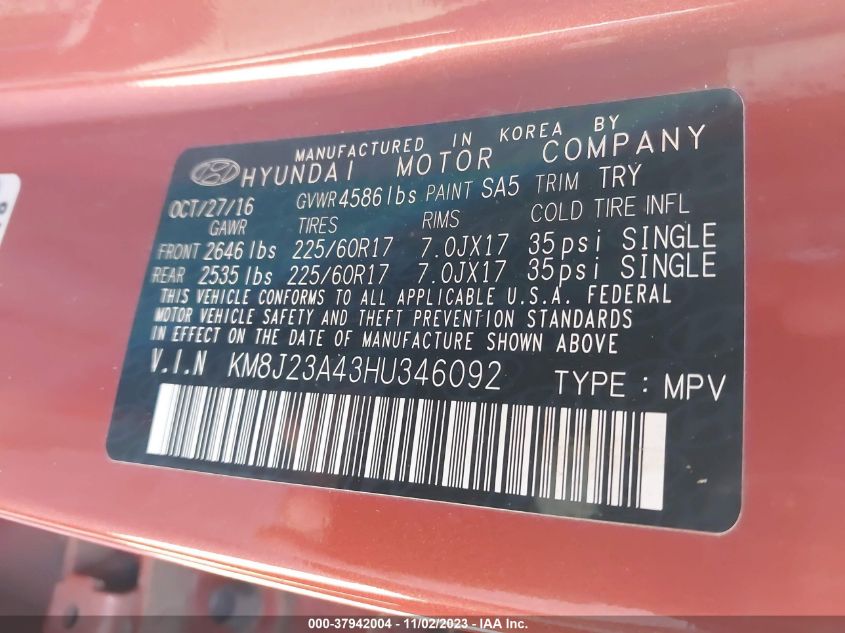 MANUFACTURED IN KOREA BY
HYUNDAI MOTOR COMPANY
OCT/27/16 GVWR 4586 lbs PAINT SA5 TRIM TRY
GAWR TIRES RIMS COLD TIRE INFL
FRONT 2646 lbs 225/60R17 7.0JX17 35psi SINGLE
REAR 2535 lbs 225/60R17 7.0JX17 35psi SINGLE
THIS VEHICLE CONFORMS TO ALL APPLICABLE U.S.A. FEDERAL
MOTOR VEHICLE SAFETY AND THEFT PREVENTION STANDARDS
IN EFFECT ON THE DATE OF MANUFACTURE SHOWN ABOVE.
V.I.N KM8J23A43HU346092 TYPE : MPV
000-37942004 - 11/02/2023 - IAA Inc.